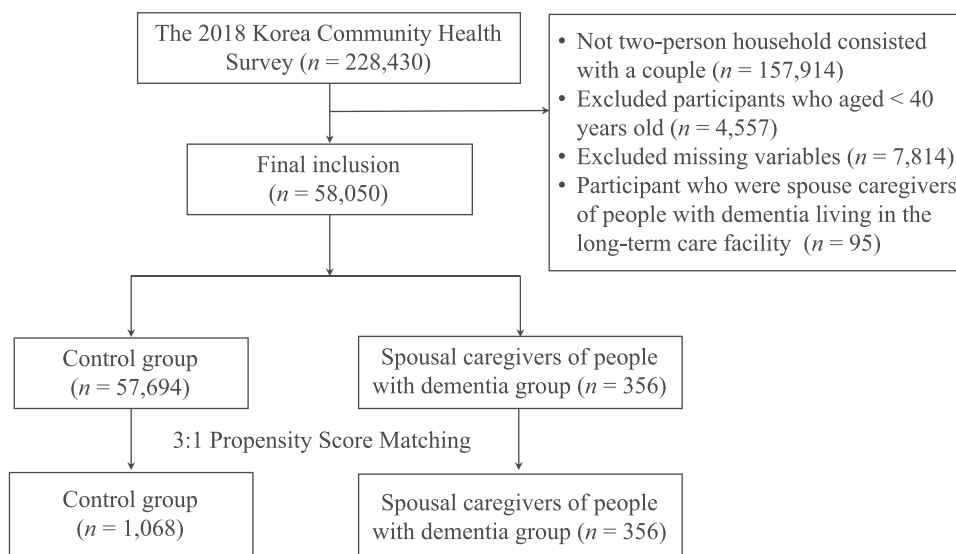 The 2018 Korea Community Health
Survey (n = 228,430)
• Not two-person household consisted
with a couple (n = 157,914)
• Excluded participants who aged < 40
years old (n = 4,557)
• Excluded missing variables (n = 7,814)
• Participant who were spouse caregivers
of people with dementia living in the
long-term care facility (n = 95)
Final inclusion
(n = 58,050)
Control group
(n = 57,694)
Spousal caregivers of people
with dementia group (n = 356)
3:1 Propensity Score Matching
Control group
(n = 1,068)
Spousal caregivers of people
with dementia group (n = 356)